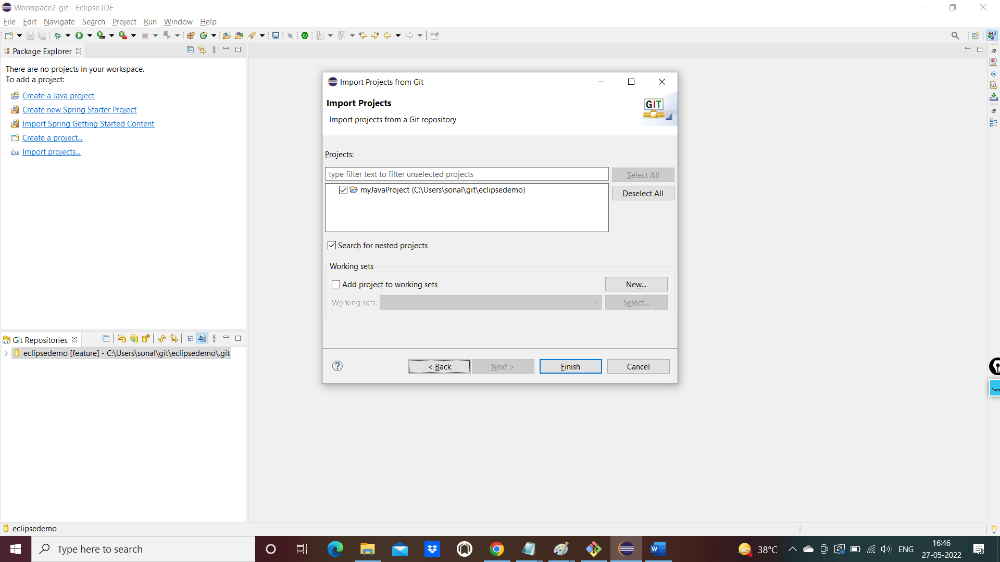 Workspace2-git - Eclipse IDE
File Edit Navigate Search Project Run Window Help
Package Explorer
There are no projects in your workspace.
To add a project:
Create a Java project
Create new Spring Starter Project
Import Spring Getting Started Content
Create a project...
Import projects...
Import Projects from Git
Import Projects
Import projects from a Git repository
GIT
Projects:
type filter text to filter unselected projects
Select All
myJavaProject (C:\Users\sonal\git\eclipsedemo)
Deselect All
Search for nested projects
Working sets
Add project to working sets
New...
Working sets:
Select...
< Back
Next >
Finish
Cancel
Git Repositories
eclipsedemo [feature] - C:\Users\sonal\git\eclipsedemo\.git
eclipsedemo
Type here to search
38°C
ENG
16:46
27-05-2022